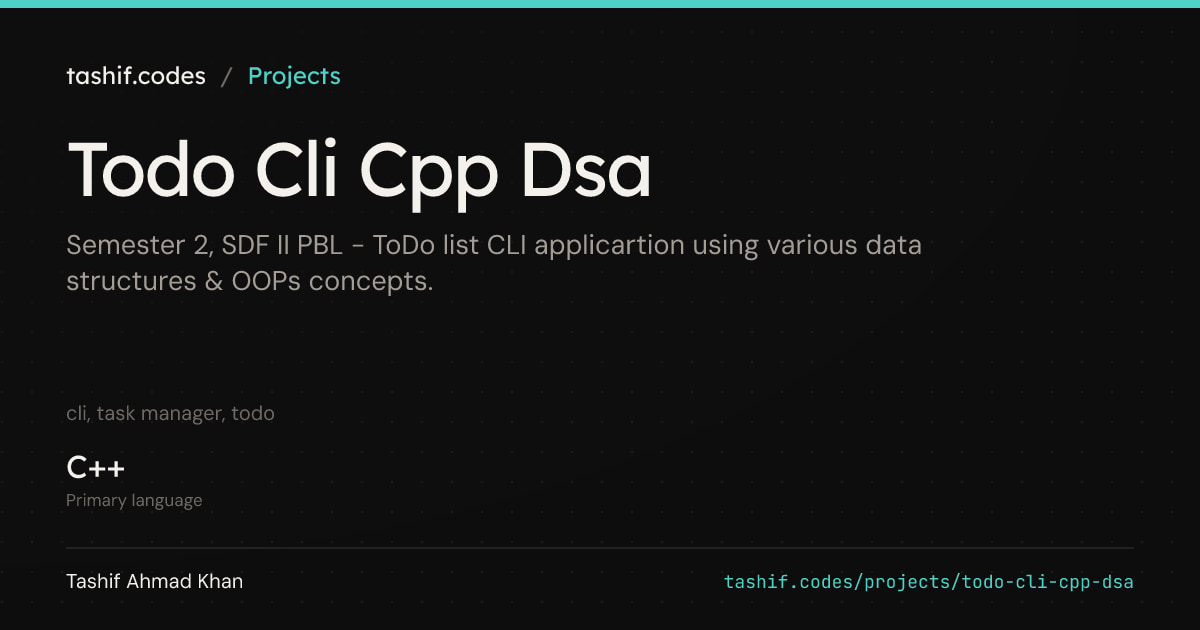 tashif.codes / Projects
Todo Cli Cpp Dsa
Semester 2, SDF II PBL - ToDo list CLI applicartion using various data
structures & OOPs concepts.
cli, task manager, todo
C++
Primary language
Tashif Ahmad Khan
tashif.codes/projects/todo-cli-cpp-dsa